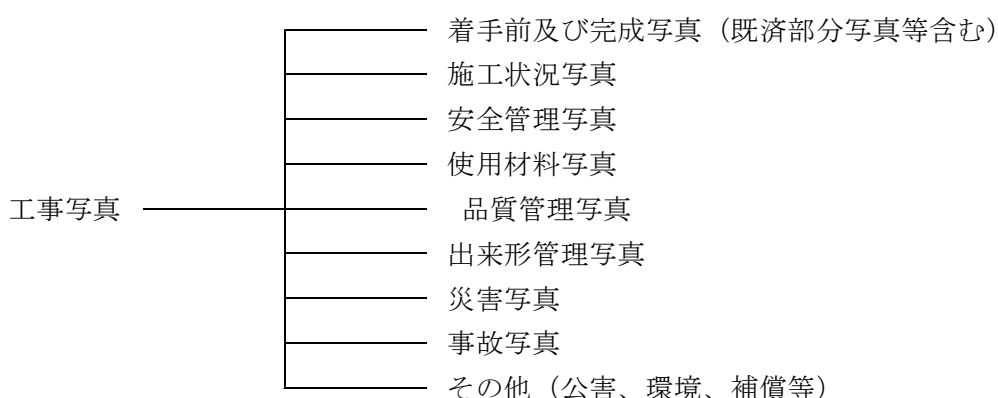 着手前及び完成写真（既済部分写真等含む）
施工状況写真
安全管理写真
使用材料写真
工事写真
品質管理写真
出来形管理写真
災害写真
事故写真
その他（公害、環境、補償等）